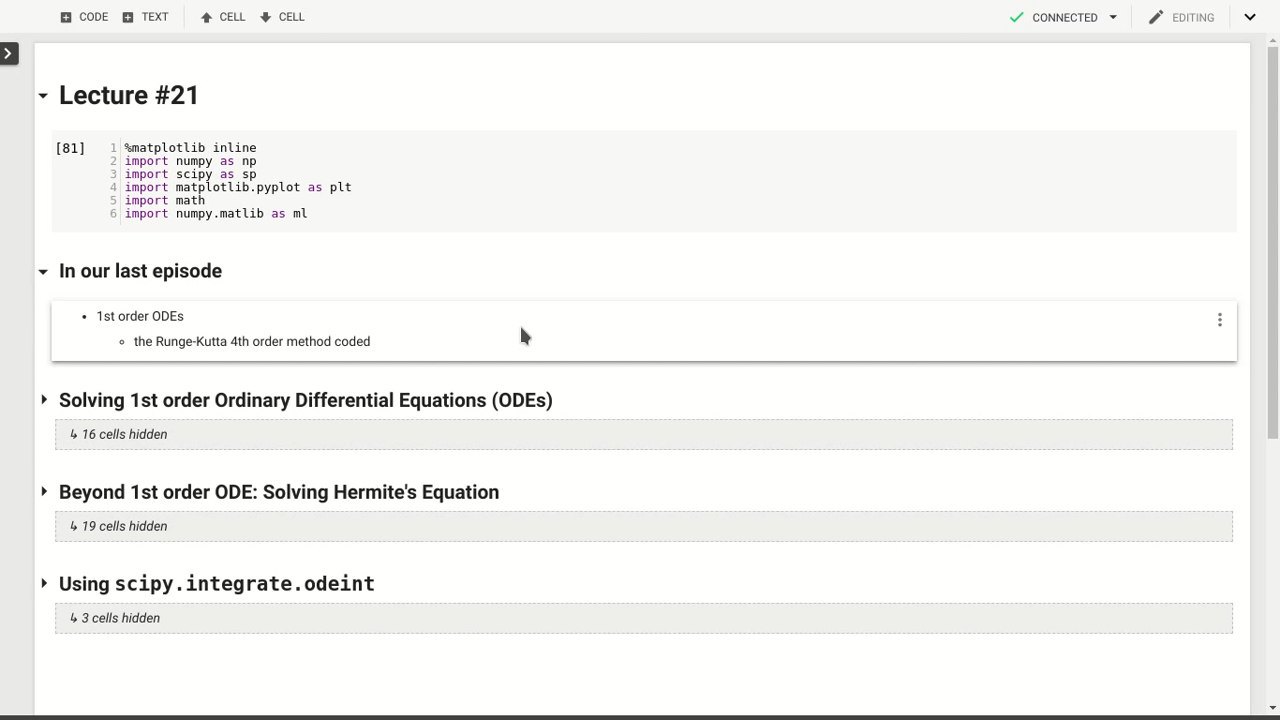 CODE TEXT CELL CELL CONNECTED EDITING
Lecture #21
[81] 1 %matplotlib inline
2 import numpy as np
3 import scipy as sp
4 import matplotlib.pyplot as plt
5 import math
6 import numpy.matlib as ml
In our last episode
• 1st order ODEs
◦ the Runge-Kutta 4th order method coded
Solving 1st order Ordinary Differential Equations (ODEs)
↳ 16 cells hidden
Beyond 1st order ODE: Solving Hermite's Equation
↳ 19 cells hidden
Using scipy.integrate.odeint
↳ 3 cells hidden